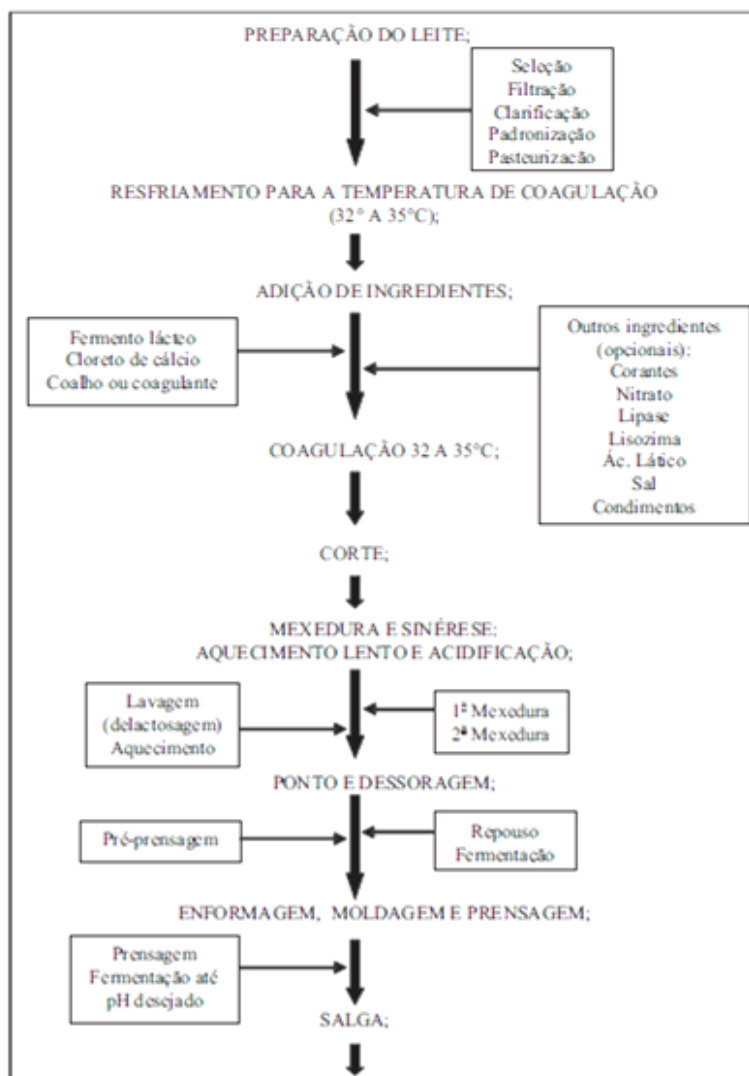 PREPARAÇÃO DO LEITE;
Seleção
Filtração
Clarificação
Padronização
Pasteurização
RESFRIAMENTO PARA A TEMPERATURA DE COAGULAÇÃO
(32° A 35°C);
ADIÇÃO DE INGREDIENTES;
Fermento lácteo
Cloreto de cálcio
Coalho ou coagulante
Outros ingredientes
(opcionais):
Corantes
Nitrato
Lipase
Lisozima
Ác. Lático
Sal
Condimentos
COAGULAÇÃO 32 A 35°C;
CORTE;
MEXEDURA E SINÉRESE;
AQUECIMENTO LENTO E ACIDIFICAÇÃO;
Lavagem
(delactosagem)
Aquecimento
1ª Mexedura
2ª Mexedura
PONTO E DESSORAGEM;
Pré-prensagem
Repouso
Fermentação
ENFORMAGEM, MOLDAGEM E PRENSAGEM;
Prensagem
Fermentação até
pH desejado
SALGA;